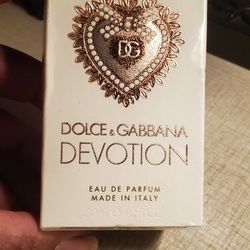 DG
DOLCE & GABBANA
DEVOTION
EAU DE PARFUM
MADE IN ITALY